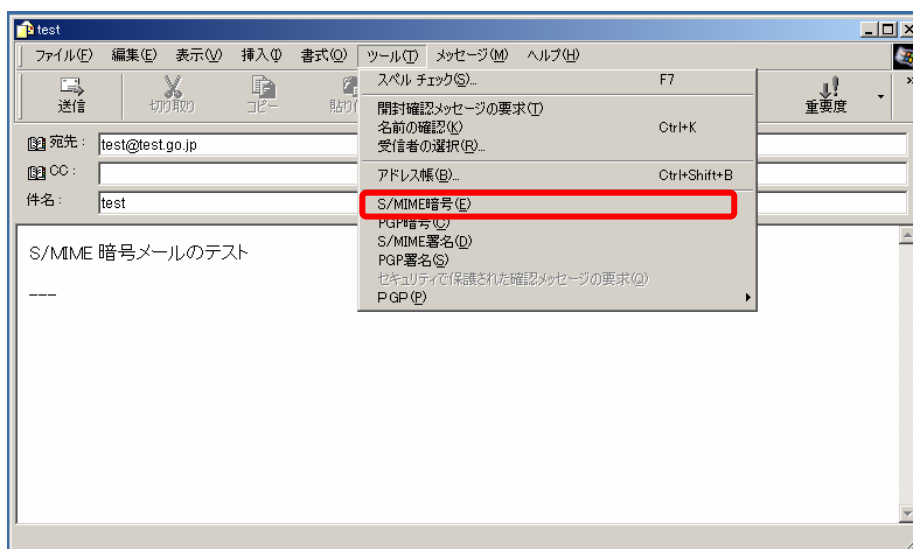 test
ファイル(F) 編集(E) 表示(V) 挿入(I) 書式(O) ツール(T) メッセージ(M) ヘルプ(H)
送信 切り取り コピー 貼り付 重要度
宛先: test@test.go.jp
CC:
件名: test
スペル チェック(S)... F7
開封確認メッセージの要求(T)
名前の確認(K) Ctrl+K
受信者の選択(R)...
アドレス帳(B)... Ctrl+Shift+B
S/MIME暗号(E)
PGP暗号(C)
S/MIME署名(D)
PGP署名(S)
セキュリティで保護された確認メッセージの要求(Q)
PGP(P)
S/MIME 暗号メールのテスト
---